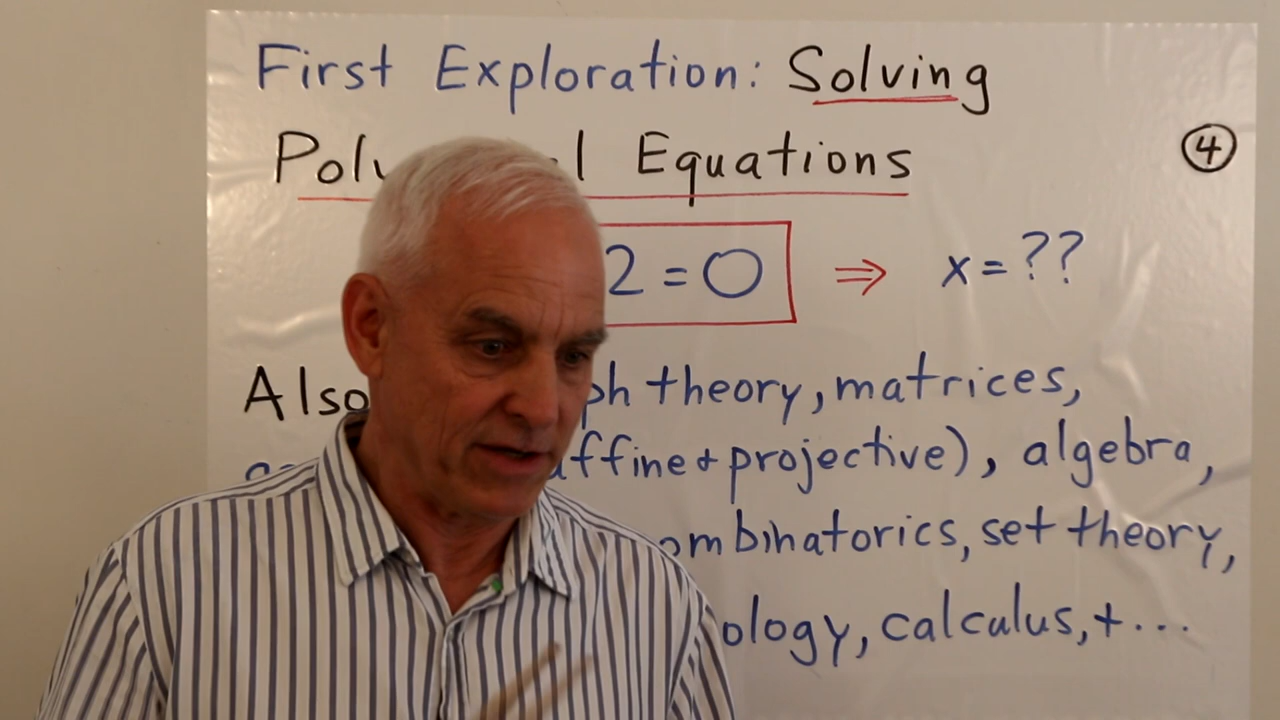 First Exploration: Solving
Pol l Equations
④
2 = 0 ⇒ x = ??
Also ph theory, matrices,
affine + projective), algebra,
ombinatorics, set theory,
ology, calculus, + ...